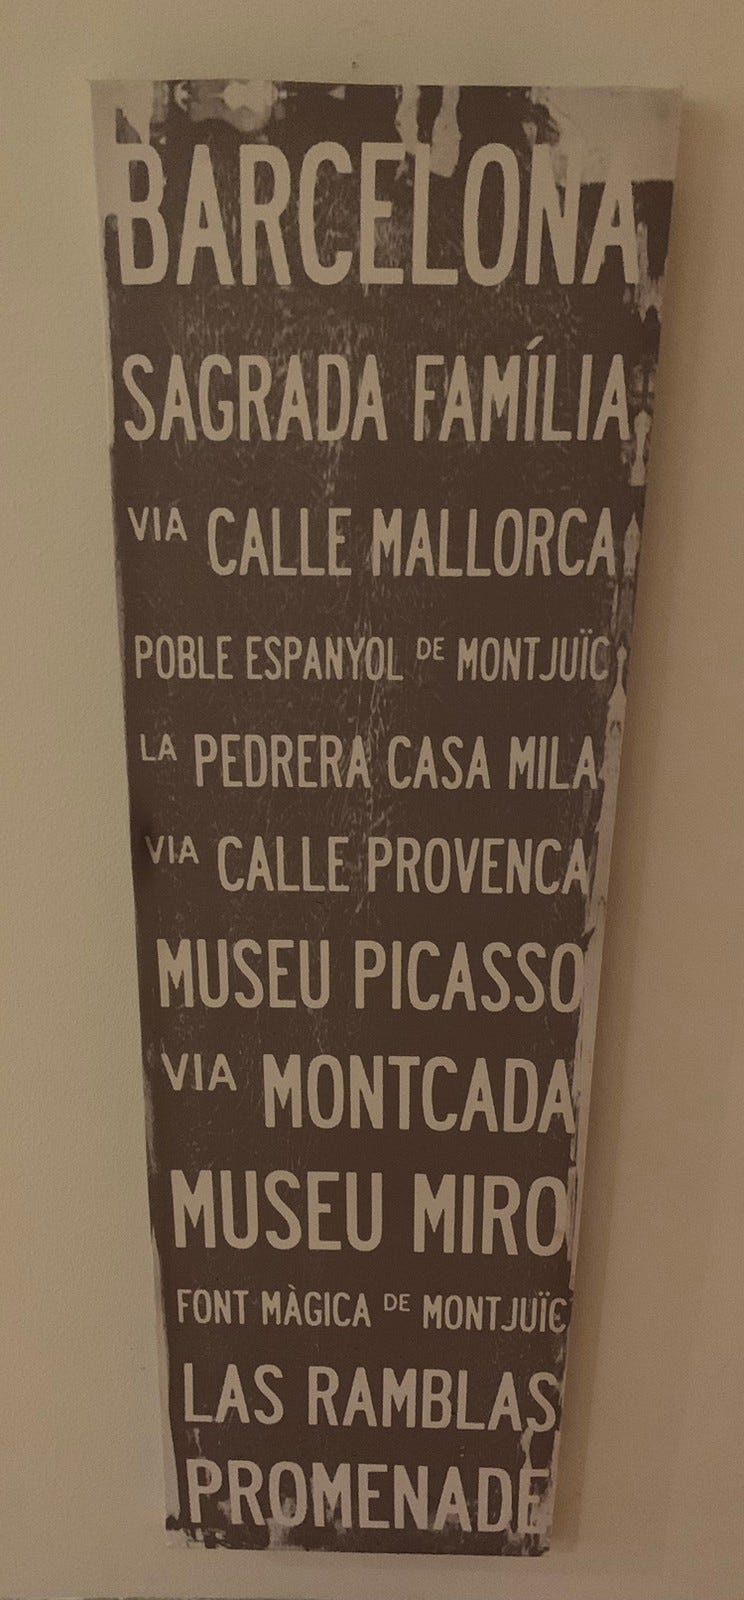 BARCELONA
SAGRADA FAMÍLIA
VIA CALLE MALLORCA
POBLE ESPANYOL DE MONTJUÏC
LA PEDRERA CASA MILA
VIA CALLE PROVENCA
MUSEU PICASSO
VIA MONTCADA
MUSEU MIRO
FONT MÀGICA DE MONTJUÏC
LAS RAMBLAS
PROMENADE